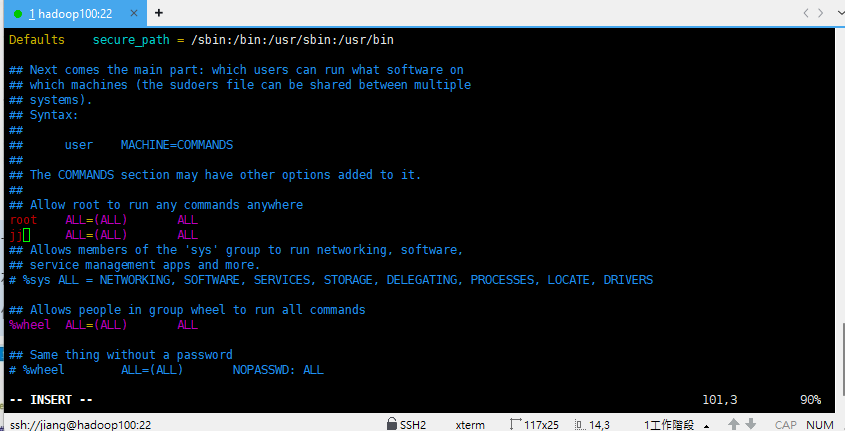 1 hadoop100:22 × +
Defaults    secure_path = /sbin:/bin:/usr/sbin:/usr/bin
## Next comes the main part: which users can run what software on
## which machines (the sudoers file can be shared between multiple
## systems).
## Syntax:
##
##      user    MACHINE=COMMANDS
##
## The COMMANDS section may have other options added to it.
##
## Allow root to run any commands anywhere
root    ALL=(ALL)       ALL
jj      ALL=(ALL)       ALL
## Allows members of the 'sys' group to run networking, software,
## service management apps and more.
# %sys ALL = NETWORKING, SOFTWARE, SERVICES, STORAGE, DELEGATING, PROCESSES, LOCATE, DRIVERS
## Allows people in group wheel to run all commands
%wheel  ALL=(ALL)       ALL
## Same thing without a password
# %wheel        ALL=(ALL)       NOPASSWD: ALL
-- INSERT --                    101,3         90%
ssh://jiang@hadoop100:22    SSH2    xterm    117x25    14,3    1工作階段    CAP    NUM